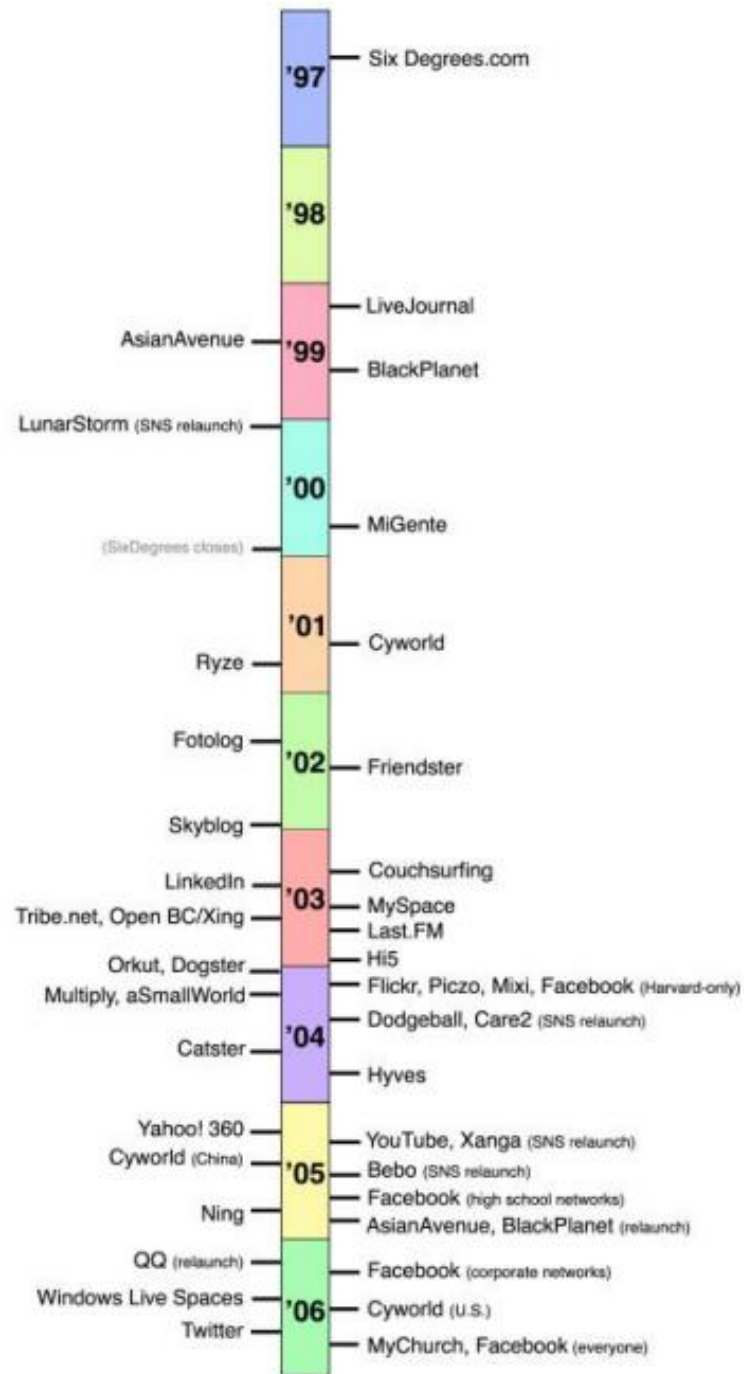 '97
Six Degrees.com
'98
LiveJournal
AsianAvenue
'99
BlackPlanet
LunarStorm (SNS relaunch)
'00
MiGente
(SixDegrees closes)
'01
Cyworld
Ryze
Fotolog
'02
Friendster
Skyblog
Couchsurfing
LinkedIn
'03
MySpace
Tribe.net, Open BC/Xing
Last.FM
Hi5
Orkut, Dogster
Flickr, Piczo, Mixi, Facebook (Harvard-only)
Multiply, aSmallWorld
Dodgeball, Care2 (SNS relaunch)
'04
Catster
Hyves
Yahoo! 360
YouTube, Xanga (SNS relaunch)
Cyworld (China)
'05
Bebo (SNS relaunch)
Facebook (high school networks)
Ning
AsianAvenue, BlackPlanet (relaunch)
QQ (relaunch)
Facebook (corporate networks)
Windows Live Spaces
'06
Cyworld (U.S.)
Twitter
MyChurch, Facebook (everyone)